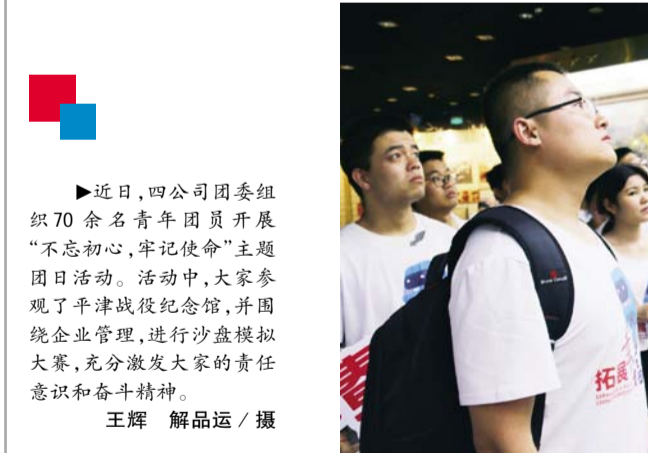 ▶近日,四公司团委组
织70余名青年团员开展
“不忘初心,牢记使命”主题
团日活动。活动中,大家参
观了平津战役纪念馆,并围
绕企业管理,进行沙盘模拟
大赛,充分激发大家的责任
意识和奋斗精神。
王辉 解品运/摄
拓展